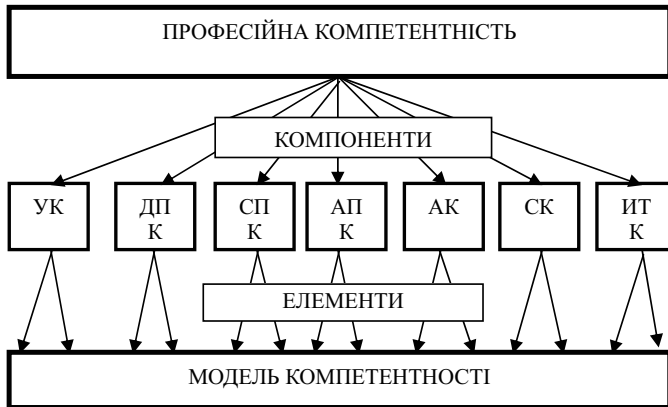 ПРОФЕСІЙНА КОМПЕТЕНТНІСТЬ
КОМПОНЕНТИ
УК
ДП
К
СП
К
АП
К
АК
СК
ИТ
К
ЕЛЕМЕНТИ
МОДЕЛЬ КОМПЕТЕНТНОСТІ